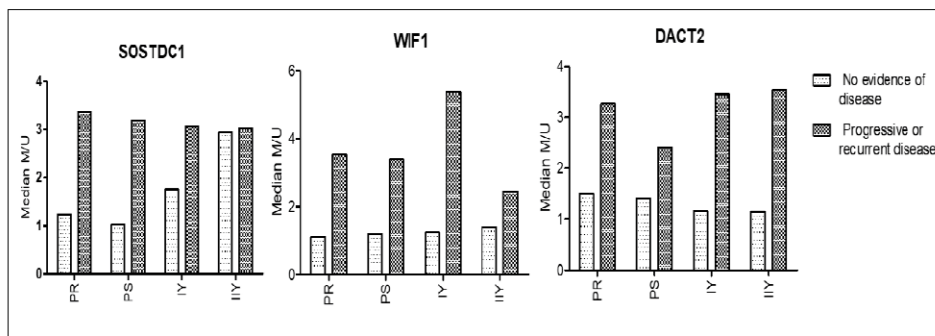 SOSTDC1
Median M/U
4
3
2
1
0
PR
PS
IY
IIY
WIF1
Median M/U
6
4
2
0
PR
PS
IY
IIY
DACT2
Median M/U
4
3
2
1
0
PR
PS
IY
IIY
No evidence of
disease
Progressive or
recurrent disease